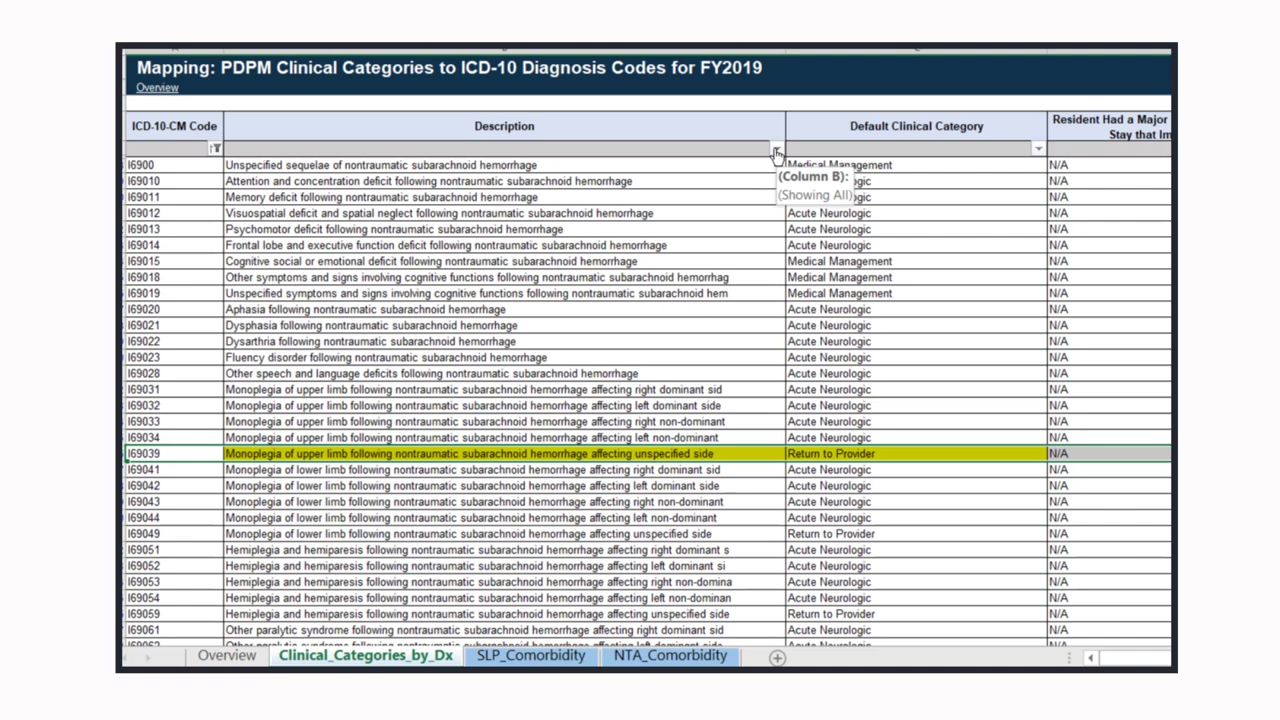 Mapping: PDPM Clinical Categories to ICD-10 Diagnosis Codes for FY2019
Overview
ICD-10-CM Code Description Default Clinical Category Resident Had a Major
Stay that Im
I6900 Unspecified sequelae of nontraumatic subarachnoid hemorrhage Medical Management
(Column B):
(Showing All)
I69010 Attention and concentration deficit following nontraumatic subarachnoid hemorrhage N/A
I69011 Memory deficit following nontraumatic subarachnoid hemorrhage N/A
I69012 Visuospatial deficit and spatial neglect following nontraumatic subarachnoid hemorrhage Acute Neurologic N/A
I69013 Psychomotor deficit following nontraumatic subarachnoid hemorrhage Acute Neurologic N/A
I69014 Frontal lobe and executive function deficit following nontraumatic subarachnoid hemorrhage Acute Neurologic N/A
I69015 Cognitive social or emotional deficit following nontraumatic subarachnoid hemorrhage Medical Management N/A
I69018 Other symptoms and signs involving cognitive functions following nontraumatic subarachnoid hemorrhag Medical Management N/A
I69019 Unspecified symptoms and signs involving cognitive functions following nontraumatic subarachnoid hem Medical Management N/A
I69020 Aphasia following nontraumatic subarachnoid hemorrhage Acute Neurologic N/A
I69021 Dysphasia following nontraumatic subarachnoid hemorrhage Acute Neurologic N/A
I69022 Dysarthria following nontraumatic subarachnoid hemorrhage Acute Neurologic N/A
I69023 Fluency disorder following nontraumatic subarachnoid hemorrhage Acute Neurologic N/A
I69028 Other speech and language deficits following nontraumatic subarachnoid hemorrhage Acute Neurologic N/A
I69031 Monoplegia of upper limb following nontraumatic subarachnoid hemorrhage affecting right dominant sid Acute Neurologic N/A
I69032 Monoplegia of upper limb following nontraumatic subarachnoid hemorrhage affecting left dominant side Acute Neurologic N/A
I69033 Monoplegia of upper limb following nontraumatic subarachnoid hemorrhage affecting right non-dominant Acute Neurologic N/A
I69034 Monoplegia of upper limb following nontraumatic subarachnoid hemorrhage affecting left non-dominant Acute Neurologic N/A
I69039 Monoplegia of upper limb following nontraumatic subarachnoid hemorrhage affecting unspecified side Return to Provider N/A
I69041 Monoplegia of lower limb following nontraumatic subarachnoid hemorrhage affecting right dominant sid Acute Neurologic N/A
I69042 Monoplegia of lower limb following nontraumatic subarachnoid hemorrhage affecting left dominant side Acute Neurologic N/A
I69043 Monoplegia of lower limb following nontraumatic subarachnoid hemorrhage affecting right non-dominant Acute Neurologic N/A
I69044 Monoplegia of lower limb following nontraumatic subarachnoid hemorrhage affecting left non-dominant Acute Neurologic N/A
I69049 Monoplegia of lower limb following nontraumatic subarachnoid hemorrhage affecting unspecified side Return to Provider N/A
I69051 Hemiplegia and hemiparesis following nontraumatic subarachnoid hemorrhage affecting right dominant s Acute Neurologic N/A
I69052 Hemiplegia and hemiparesis following nontraumatic subarachnoid hemorrhage affecting left dominant si Acute Neurologic N/A
I69053 Hemiplegia and hemiparesis following nontraumatic subarachnoid hemorrhage affecting right non-domina Acute Neurologic N/A
I69054 Hemiplegia and hemiparesis following nontraumatic subarachnoid hemorrhage affecting left non-dominan Acute Neurologic N/A
I69059 Hemiplegia and hemiparesis following nontraumatic subarachnoid hemorrhage affecting unspecified side Return to Provider N/A
I69061 Other paralytic syndrome following nontraumatic subarachnoid hemorrhage affecting right dominant sid Acute Neurologic N/A
Overview Clinical_Categories_by_Dx SLP_Comorbidity NTA_Comorbidity